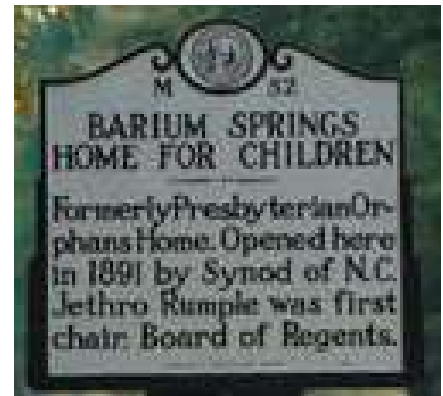 M 52
BARIUM SPRINGS
HOME FOR CHILDREN
Formerly Presbyterian Or-
phans Home. Opened here
in 1891 by Synod of N.C.
Jethro Rumple was first
chair. Board of Regents.